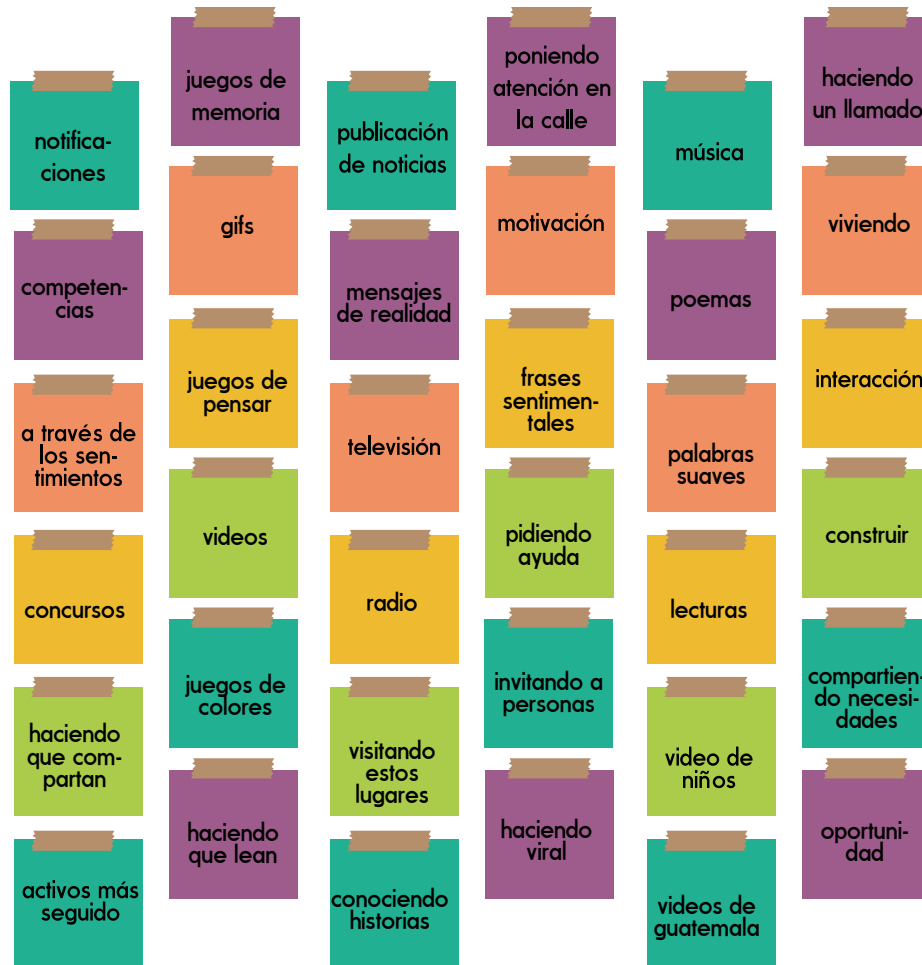 notifica-
ciones
competen-
cias
a través de
los sen-
timientos
concursos
haciendo
que com-
partan
activos más
seguido
juegos de
memoria
gifs
juegos de
pensar
videos
juegos de
colores
haciendo
que lean
publicación
de noticias
mensajes
de realidad
televisión
radio
visitando
estos
lugares
conociendo
historias
poniendo
atención en
la calle
motivación
frases
sentimen-
tales
pidiendo
ayuda
invitando a
personas
haciendo
viral
música
poemas
palabras
suaves
lecturas
video de
niños
videos de
guatemala
haciendo
un llamado
viviendo
interacción
construir
compartien-
do necesi-
dades
oportuni-
dad